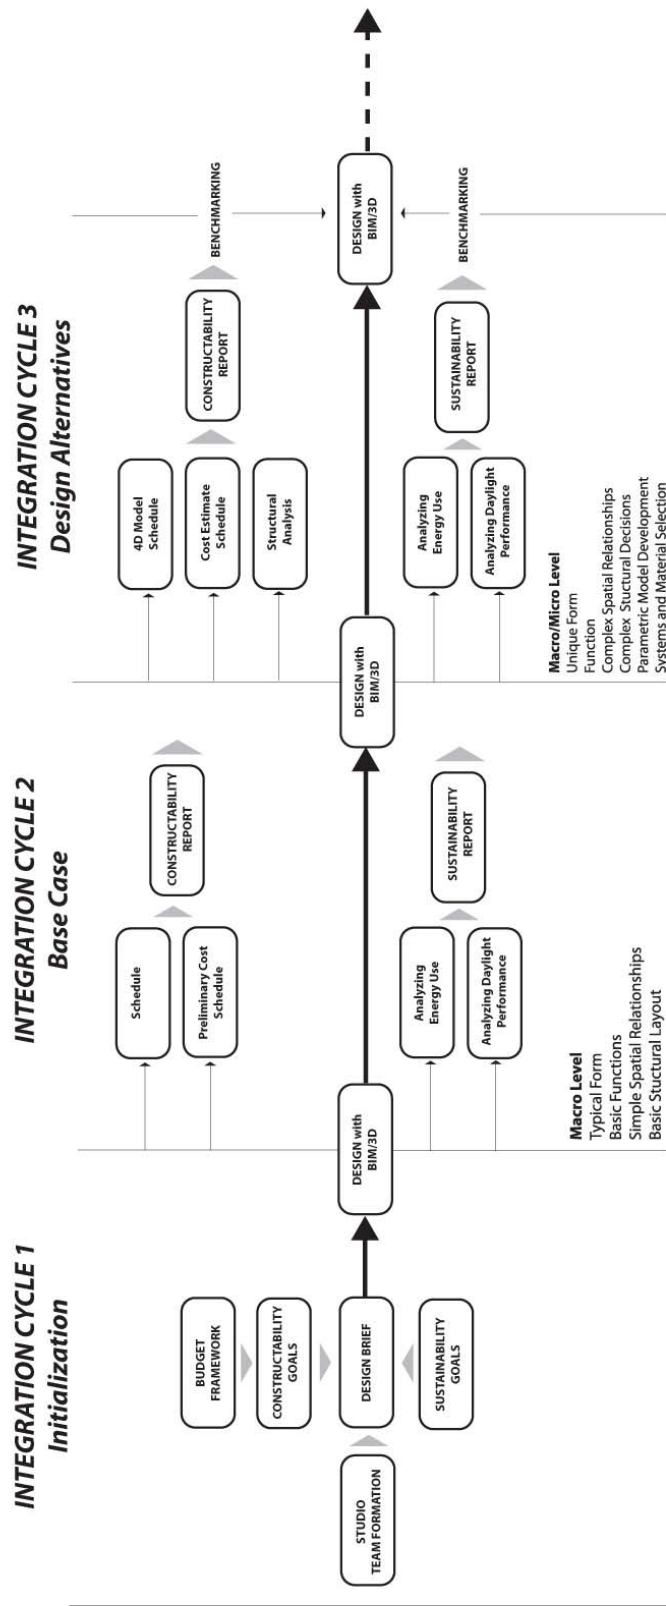 INTEGRATION CYCLE 1
Initialization
STUDIO
TEAM FORMATION
BUDGET
FRAMEWORK
CONSTRUCTABILITY
GOALS
DESIGN BRIEF
SUSTAINABILITY
GOALS
INTEGRATION CYCLE 2
Base Case
DESIGN with
BIM/3D
Schedule
Preliminary Cost
Schedule
CONSTRUCTABILITY
REPORT
Analyzing
Energy Use
Analyzing Daylight
Performance
SUSTAINABILITY
REPORT
Macro Level
Typical Form
Basic Functions
Simple Spatial Relationships
Basic Stuctural Layout
INTEGRATION CYCLE 3
Design Alternatives
DESIGN with
BIM/3D
4D Model
Schedule
Cost Estimate
Schedule
Structural
Analysis
CONSTRUCTABILITY
REPORT
BENCHMARKING
Analyzing
Energy Use
Analyzing Daylight
Performance
SUSTAINABILITY
REPORT
BENCHMARKING
DESIGN with
BIM/3D
Macro/Micro Level
Unique Form
Function
Complex Spatial Relationships
Complex Stuctural Decisions
Parametric Model Development
Systems and Material Selection